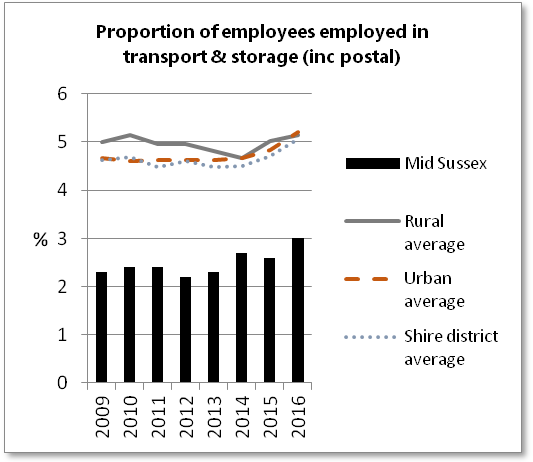 Proportion of employees employed in
transport & storage (inc postal)
6
5
4
3
2
1
0
%
2009
2010
2011
2012
2013
2014
2015
2016
Mid Sussex
Rural
average
Urban
average
Shire district
average